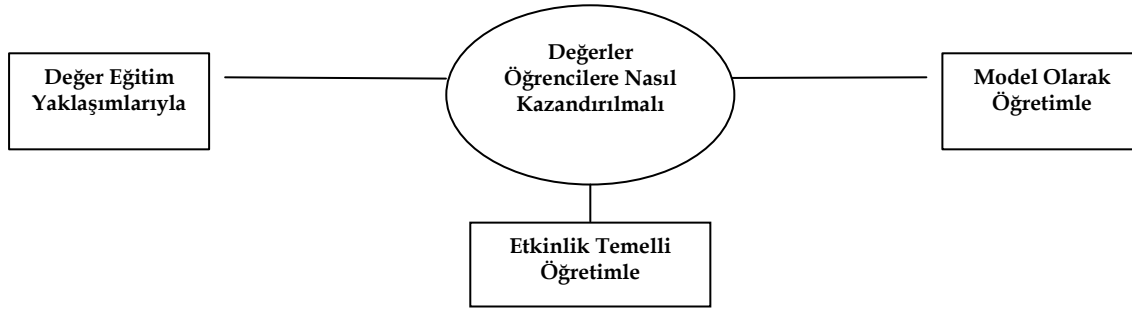 Değer Eğitim
Yaklaşımlarıyla
Değerler
Öğrencilere Nasıl
Kazandırılmalı
Model Olarak
Öğretimle
Etkinlik Temelli
Öğretimle